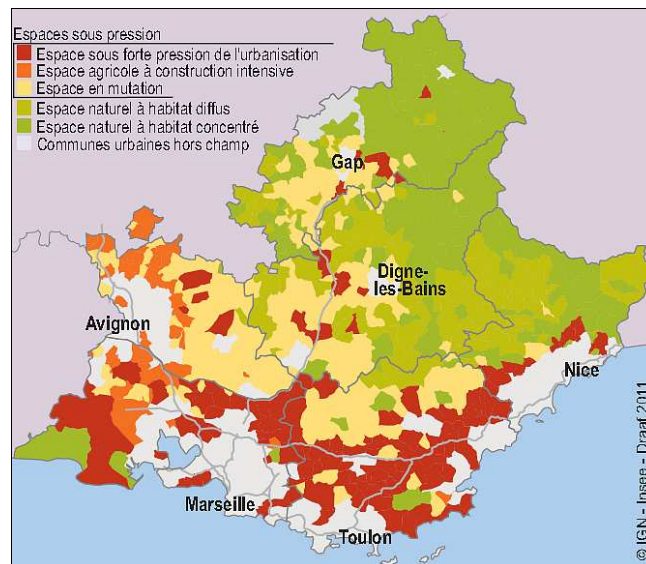 Espaces sous pression
Espace sous forte pression de l'urbanisation
Espace agricole à construction intensive
Espace en mutation
Espace naturel à habitat diffus
Espace naturel à habitat concentré
Communes urbaines hors champ
Gap
Digne-
les-Bains
Avignon
Nice
Marseille
Toulon
© IGN - Insee - Draaf 2011